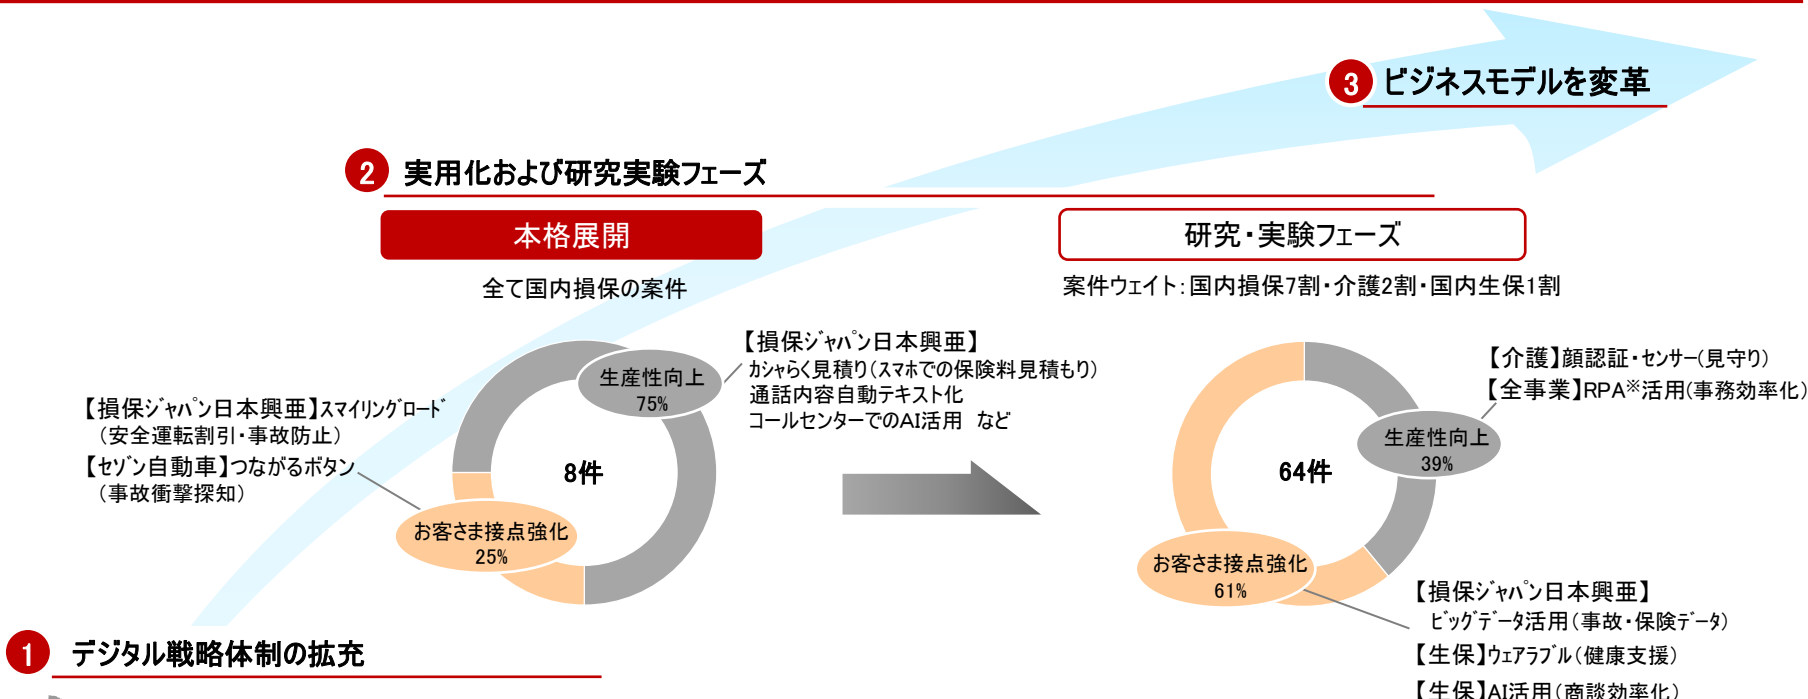 3 ビジネスモデルを変革
2 実用化および研究実験フェーズ
本格展開
全て国内損保の案件
【損保ジャパン日本興亜】
カシャらく見積り(スマホでの保険料見積もり)
通話内容自動テキスト化
コールセンターでのAI活用 など
生産性向上
75%
【損保ジャパン日本興亜】スマイリングロード
(安全運転割引・事故防止)
【セゾン自動車】つながるボタン
(事故衝撃探知)
8件
お客さま接点強化
25%
研究・実験フェーズ
案件ウェイト:国内損保7割・介護2割・国内生保1割
【介護】顔認証・センサー(見守り)
【全事業】RPA※活用(事務効率化)
生産性向上
39%
64件
お客さま接点強化
61%
【損保ジャパン日本興亜】
ビッグデータ活用(事故・保険データ)
【生保】ウェアラブル(健康支援)
【生保】AI活用(商談効率化)
1 デジタル戦略体制の拡充